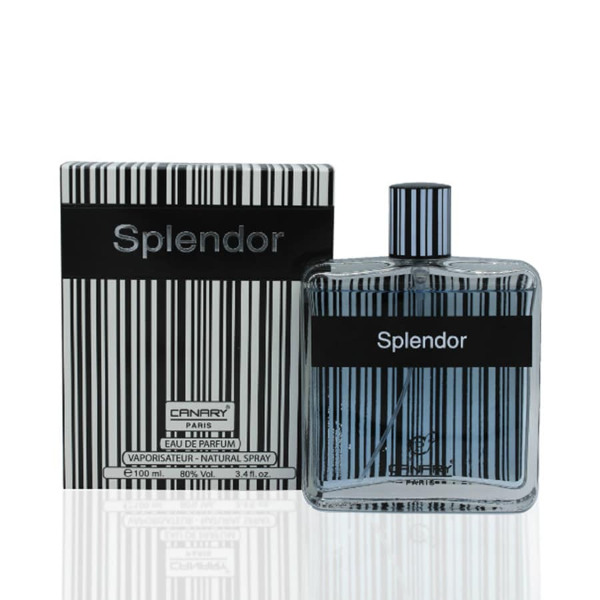 Splendor
CANARY®
PARIS
EAU DE PARFUM
VAPORISATEUR - NATURAL SPRAY
e 100 ml. 80% Vol. 3.4 fl. oz.
Splendor
CANARY
PARIS